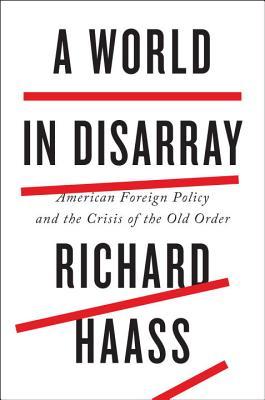 A WORLD
IN DISARRAY
American Foreign Policy
and the Crisis of the Old Order
RICHARD
HAASS